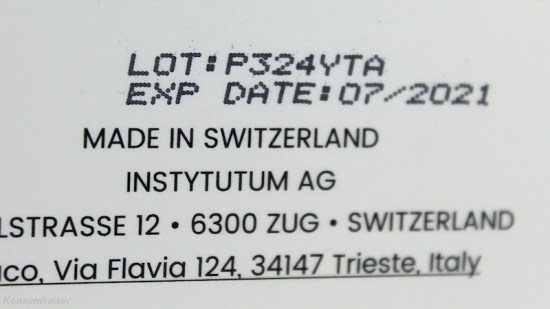 LOT:P324YTA
EXP DATE:07/2021
MADE IN SWITZERLAND
INSTYTUTUM AG
LSTRASSE 12 • 6300 ZUG • SWITZERLAND
aco, Via Flavia 124, 34147 Trieste, Italy
Konsumkaiser